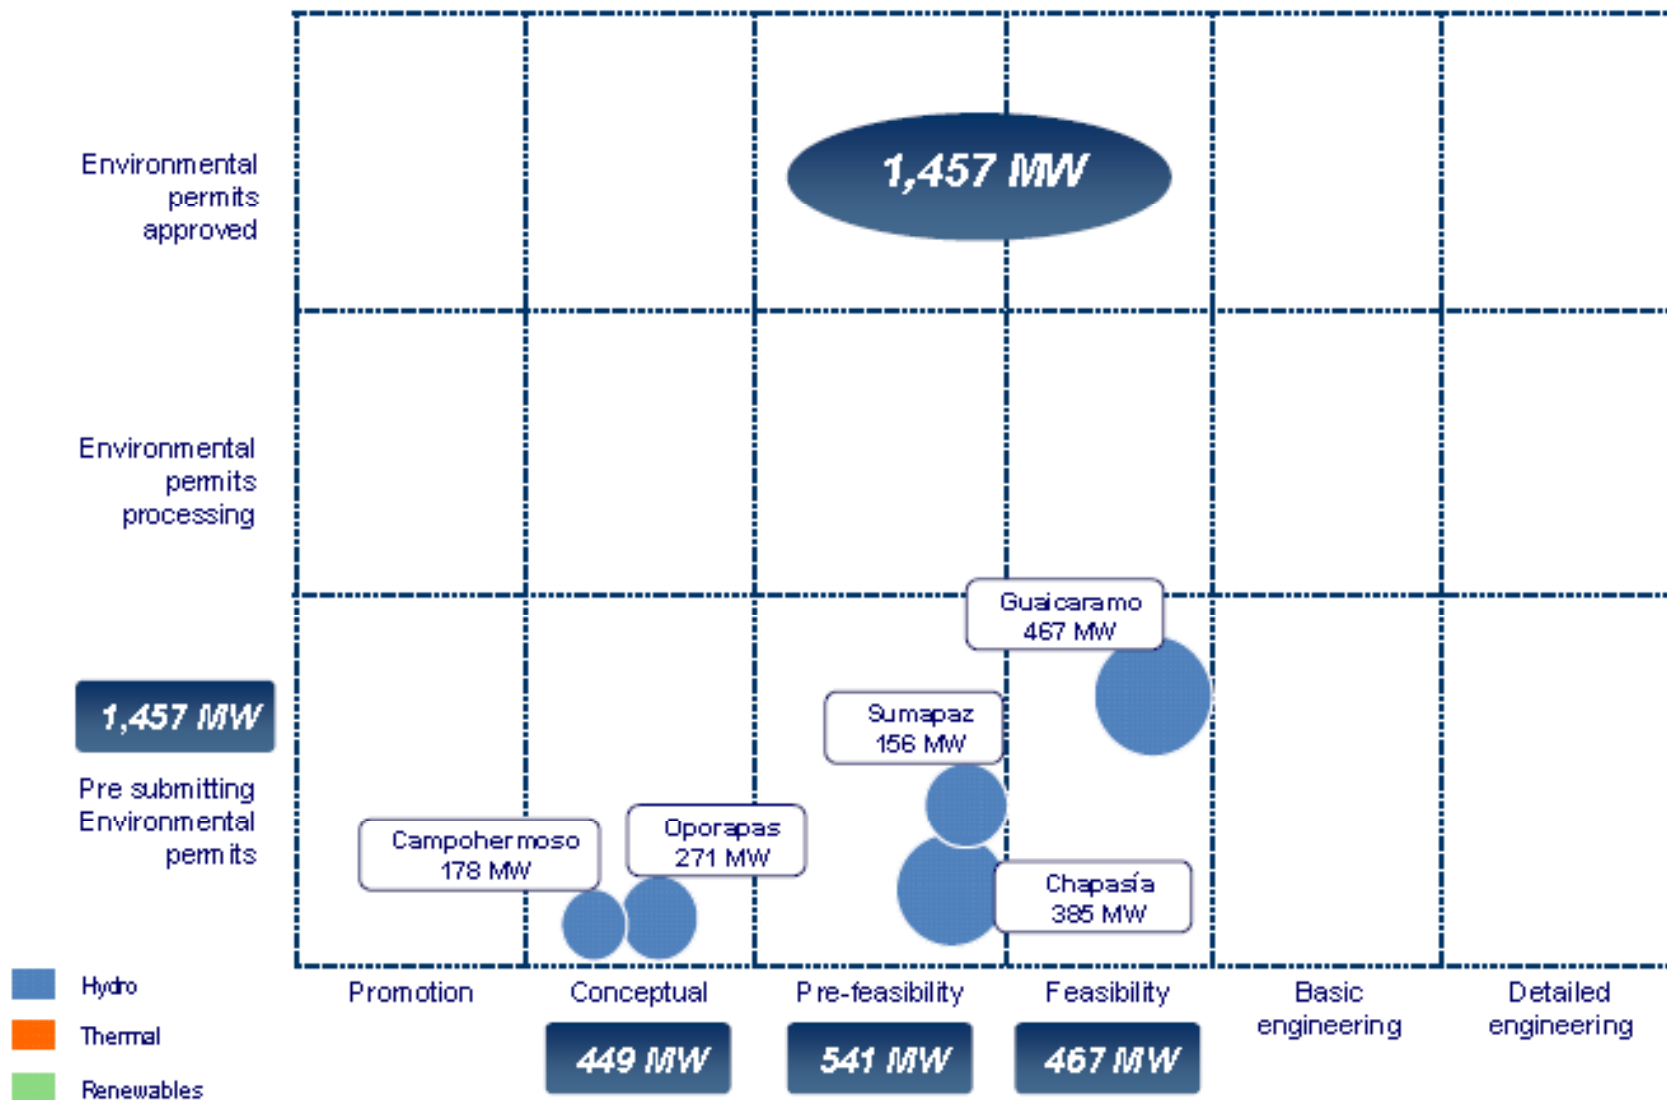 Environmental
permits
approved
1,457 MW
Environmental
permits
processing
Guaicaramo
467 MW
1,457 MW
Sumapaz
156 MW
Pre submitting
Environmental
permits
Campohermoso
178 MW
Oporapas
271 MW
Chapasía
385 MW
Hydro
Thermal
Renewables
Promotion
Conceptual
Pre-feasibility
Feasibility
Basic
engineering
Detailed
engineering
449 MW
541 MW
467 MW